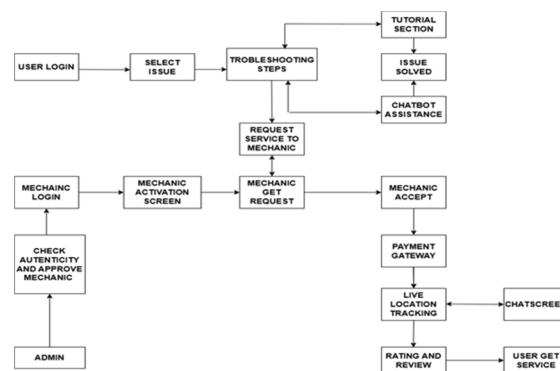 TUTORIAL
SECTION
USER LOGIN
SELECT
ISSUE
TROBLESHOOTING
STEPS
ISSUE
SOLVED
CHATBOT
ASSISTANCE
REQUEST
SERVICE TO
MECHANIC
MECHAINC
LOGIN
MECHANIC
ACTIVATION
SCREEN
MECHANIC
GET
REQUEST
MECHANIC
ACCEPT
CHECK
AUTENTICITY
AND APPROVE
MECHANIC
PAYMENT
GATEWAY
LIVE
LOCATION
TRACKING
CHATSCREE
ADMIN
RATING AND
REVIEW
USER GET
SERVICE